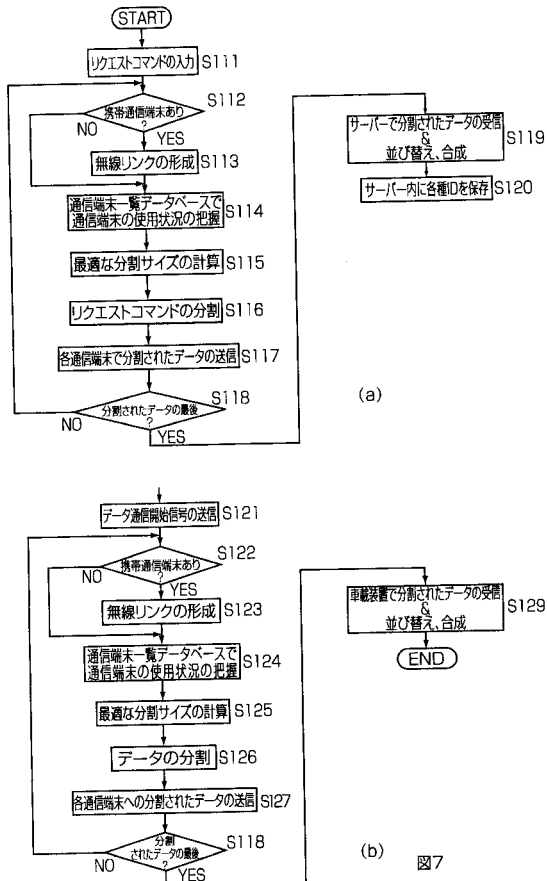 START
リクエストコマンドの入力 S111
携帯通信端末あり S112
?
NO
YES
無線リンクの形成 S113
通信端末一覧データベースで
通信端末の使用状況の把握 S114
最適な分割サイズの計算 S115
リクエストコマンドの分割 S116
各通信端末で分割されたデータの送信 S117
分割されたデータの最後 S118
?
NO
YES
サーバーで分割されたデータの受信
&
並び替え、合成
S119
サーバー内に各種IDを保存 S120
(a)
データ通信開始信号の送信 S121
携帯通信端末あり S122
?
NO
YES
無線リンクの形成 S123
通信端末一覧データベースで
通信端末の使用状況の把握 S124
最適な分割サイズの計算 S125
データの分割 S126
各通信端末への分割されたデータの送信 S127
分割 S118
されたデータの最後
?
NO
YES
車載装置で分割されたデータの受信
&
並び替え、合成
S129
END
(b)
図7